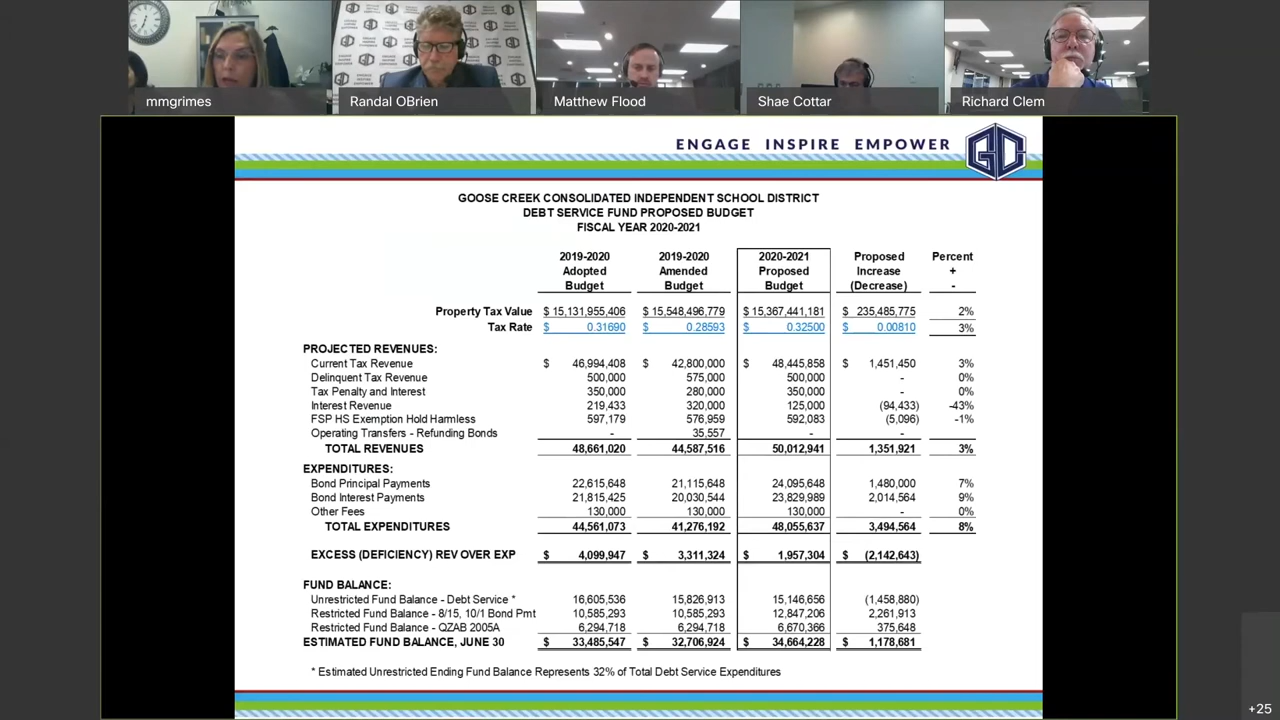 mmgrimes
Randal OBrien
Matthew Flood
Shae Cottar
Richard Clem
ENGAGE INSPIRE EMPOWER
GOOSE CREEK CONSOLIDATED INDEPENDENT SCHOOL DISTRICT
DEBT SERVICE FUND PROPOSED BUDGET
FISCAL YEAR 2020-2021
2019-2020 2019-2020 2020-2021 Proposed Percent
Adopted Amended Proposed Increase +
Budget Budget Budget (Decrease) -
Property Tax Value $ 15,131,955,406 $ 15,548,496,779 $ 15,367,441,181 $ 235,485,775 2%
Tax Rate $ 0.31690 $ 0.28593 $ 0.32500 $ 0.00810 3%
PROJECTED REVENUES:
Current Tax Revenue $ 46,994,408 $ 42,800,000 $ 48,445,858 $ 1,451,450 3%
Delinquent Tax Revenue 500,000 575,000 500,000 - 0%
Tax Penalty and Interest 350,000 280,000 350,000 - 0%
Interest Revenue 219,433 320,000 125,000 (94,433) -43%
FSP HS Exemption Hold Harmless 597,179 576,959 592,083 (5,096) -1%
Operating Transfers - Refunding Bonds - 35,557 - -
TOTAL REVENUES 48,661,020 44,587,516 50,012,941 1,351,921 3%
EXPENDITURES:
Bond Principal Payments 22,615,648 21,115,648 24,095,648 1,480,000 7%
Bond Interest Payments 21,815,425 20,030,544 23,829,989 2,014,564 9%
Other Fees 130,000 130,000 130,000 - 0%
TOTAL EXPENDITURES 44,561,073 41,276,192 48,055,637 3,494,564 8%
EXCESS (DEFICIENCY) REV OVER EXP $ 4,099,947 $ 3,311,324 $ 1,957,304 $ (2,142,643)
FUND BALANCE:
Unrestricted Fund Balance - Debt Service * 16,605,536 15,826,913 15,146,656 (1,458,880)
Restricted Fund Balance - 8/15, 10/1 Bond Pmt 10,585,293 10,585,293 12,847,206 2,261,913
Restricted Fund Balance - QZAB 2005A 6,294,718 6,294,718 6,670,366 375,648
ESTIMATED FUND BALANCE, JUNE 30 $ 33,485,547 $ 32,706,924 $ 34,664,228 $ 1,178,681
* Estimated Unrestricted Ending Fund Balance Represents 32% of Total Debt Service Expenditures
+25